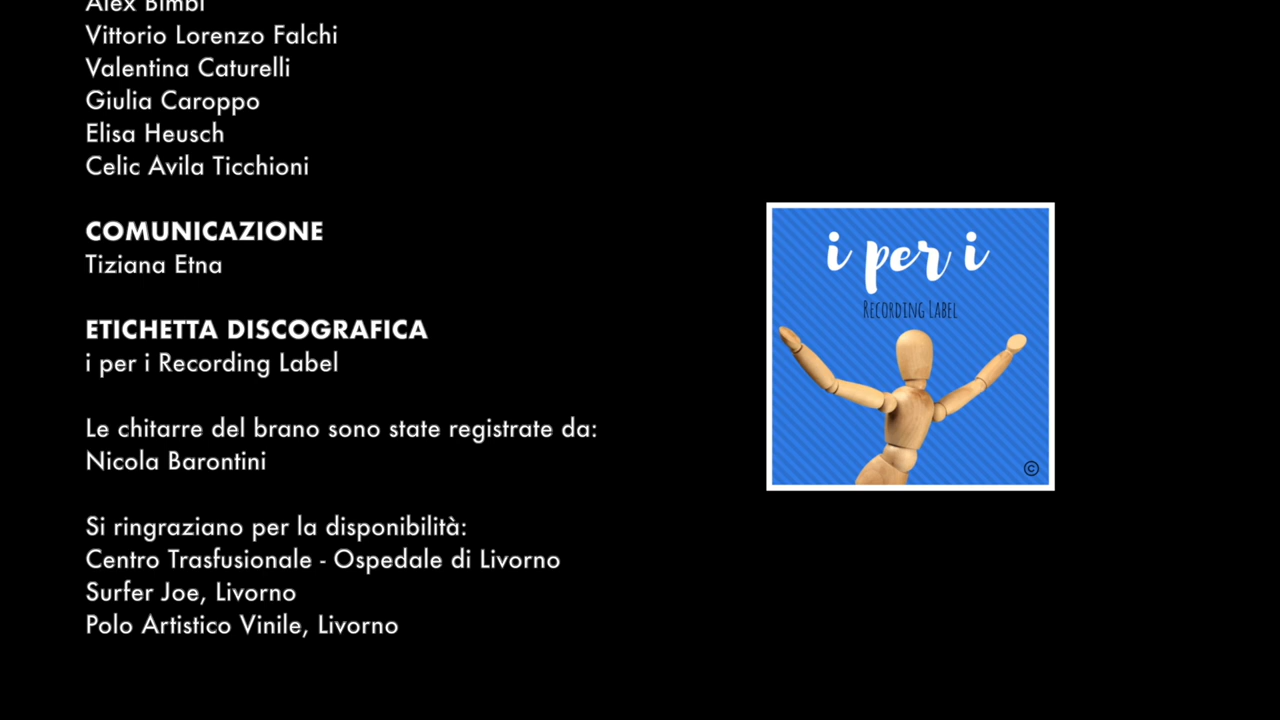 Alex Bimbi
Vittorio Lorenzo Falchi
Valentina Caturelli
Giulia Caroppo
Elisa Heusch
Celic Avila Ticchioni
COMUNICAZIONE
Tiziana Etna
ETICHETTA DISCOGRAFICA
i per i Recording Label
Le chitarre del brano sono state registrate da:
Nicola Barontini
Si ringraziano per la disponibilità:
Centro Trasfusionale - Ospedale di Livorno
Surfer Joe, Livorno
Polo Artistico Vinile, Livorno
i per i
RECORDING LABEL
©